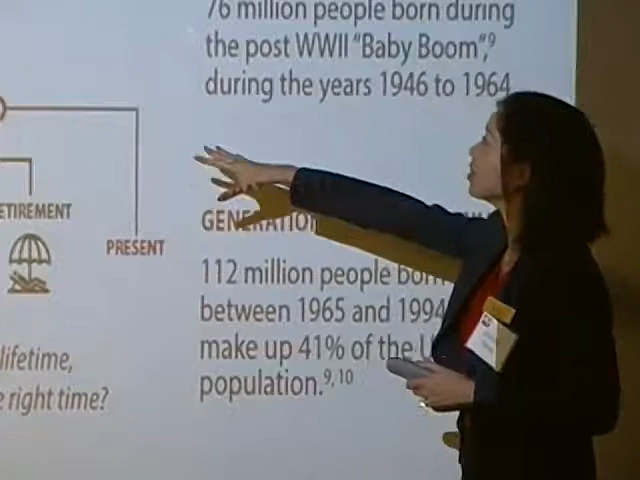 76 million people born during
the post WWII "Baby Boom",9
during the years 1946 to 1964
ETIREMENT
PRESENT
GENERATION
112 million people born
between 1965 and 1994
make up 41% of the U
population.9,10
lifetime,
e right time?